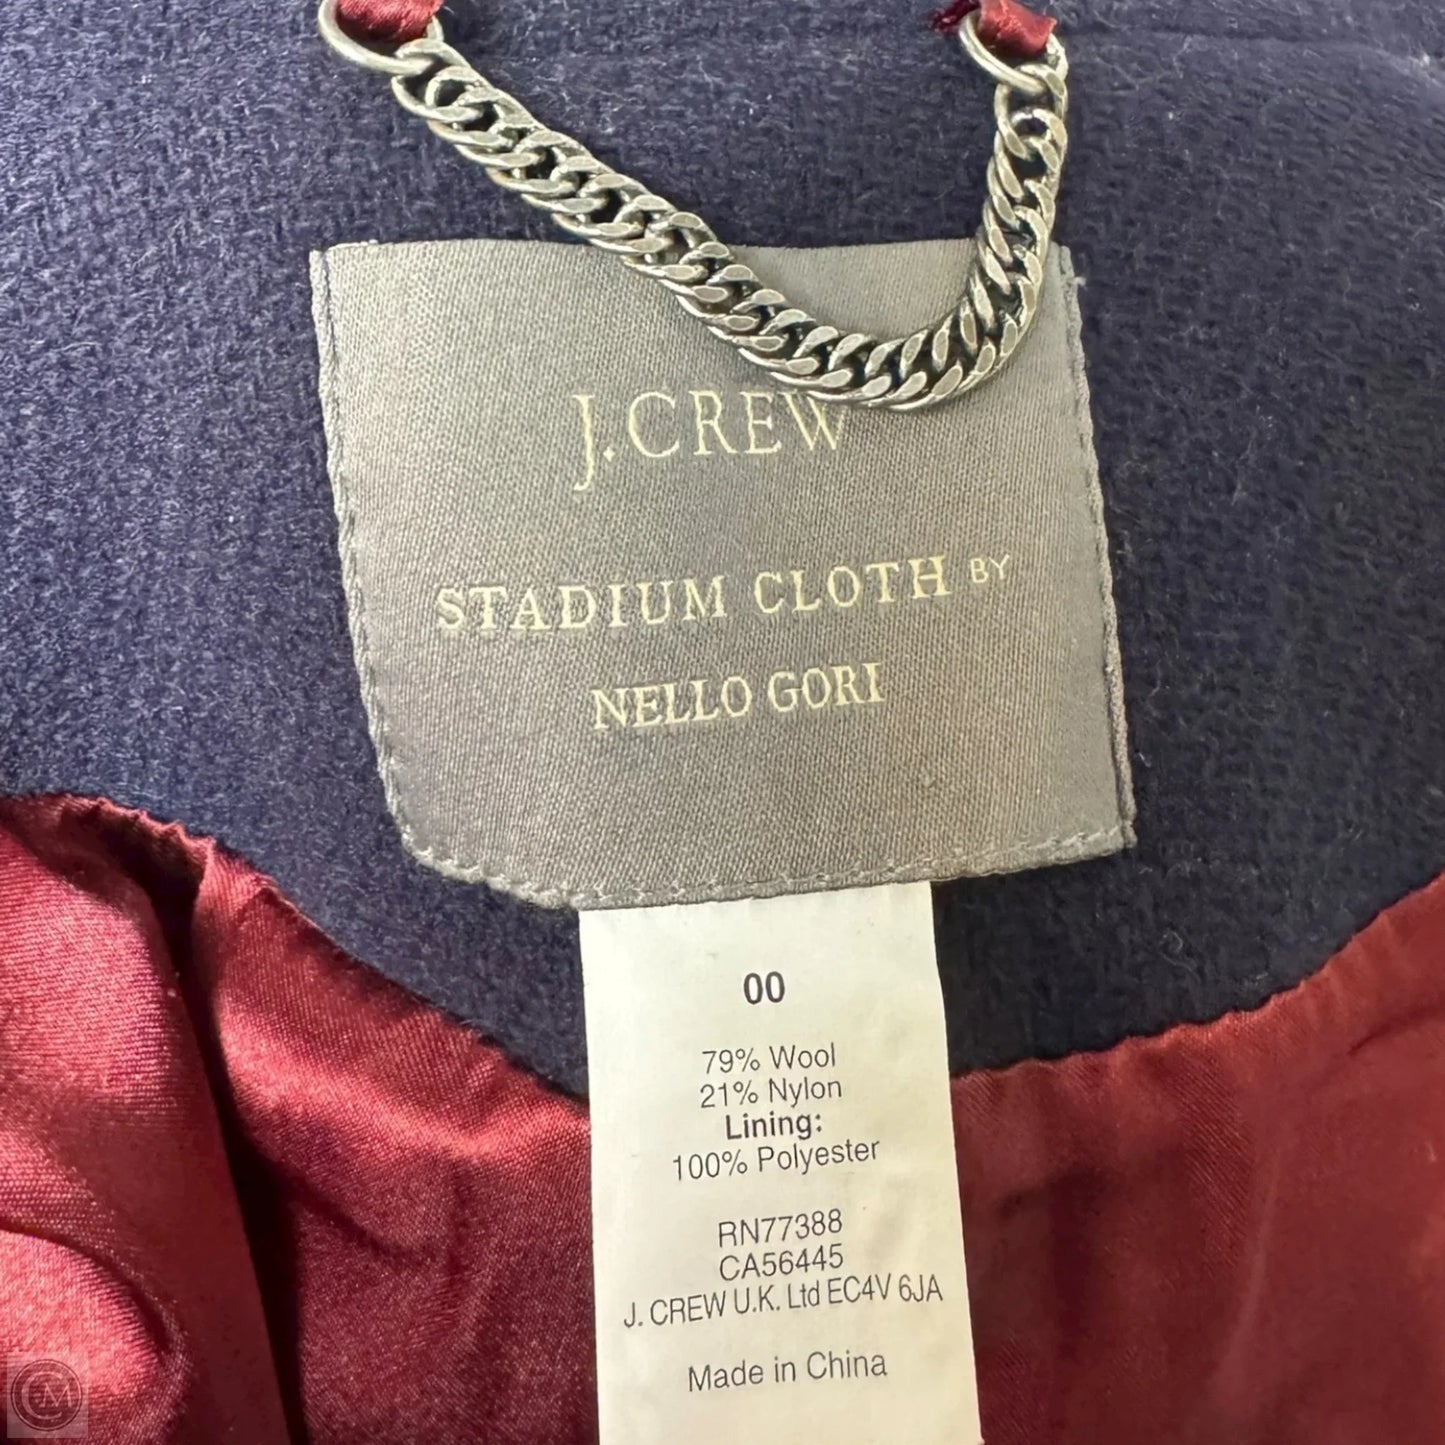 J.CREW
STADIUM CLOTH BY
NELLO GORI
00
79% Wool
21% Nylon
Lining:
100% Polyester
RN77388
CA56445
J. CREW U.K. Ltd EC4V 6JA
Made in China